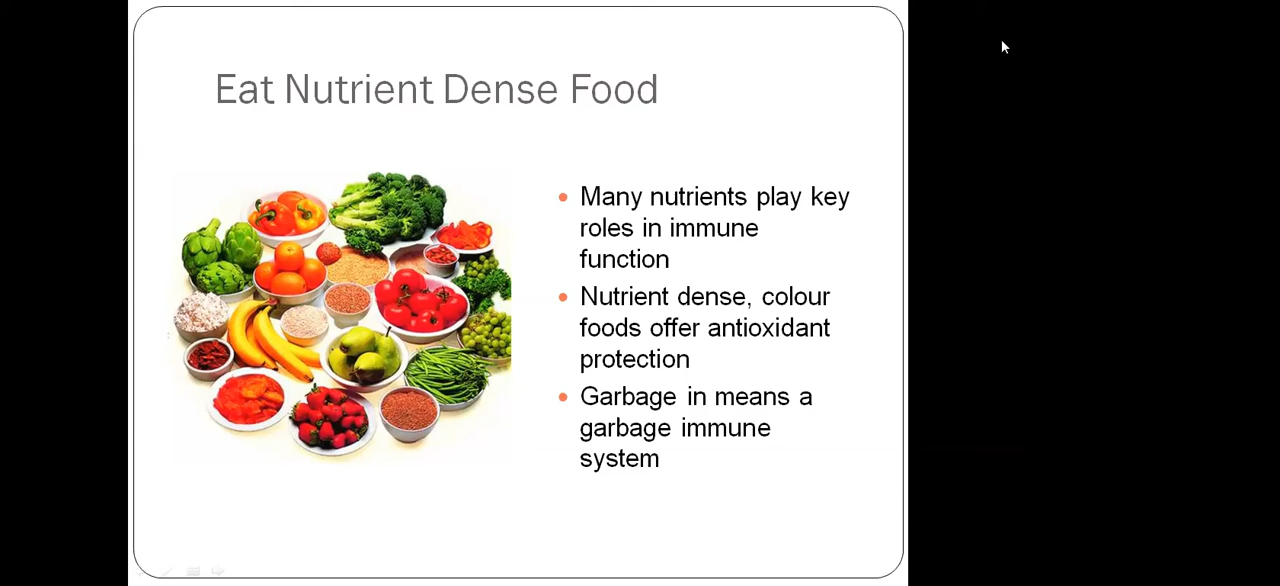 Eat Nutrient Dense Food
• Many nutrients play key
roles in immune
function
• Nutrient dense, colour
foods offer antioxidant
protection
• Garbage in means a
garbage immune
system